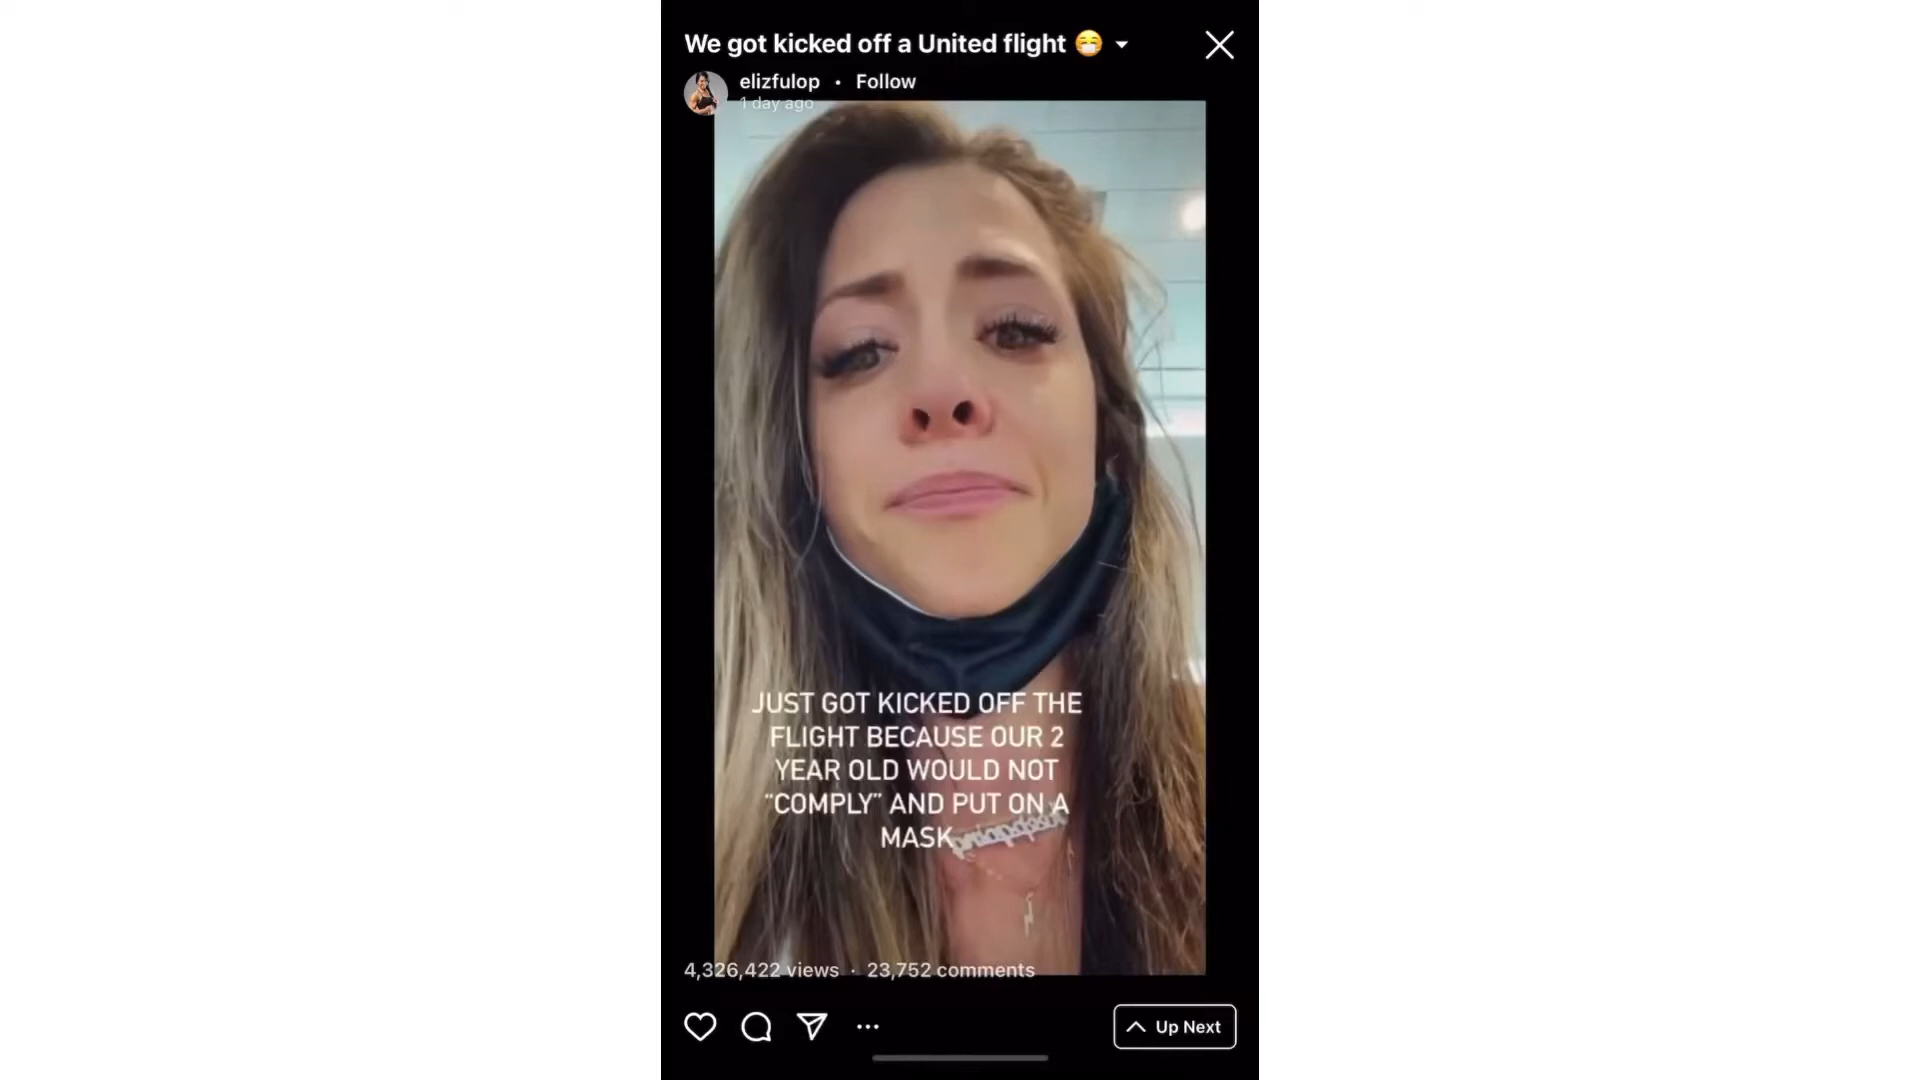 We got kicked off a United flight 😷
elizfulop • Follow
1 day ago
JUST GOT KICKED OFF THE
FLIGHT BECAUSE OUR 2
YEAR OLD WOULD NOT
“COMPLY” AND PUT ON A
MASK
4,326,422 views · 23,752 comments
Up Next